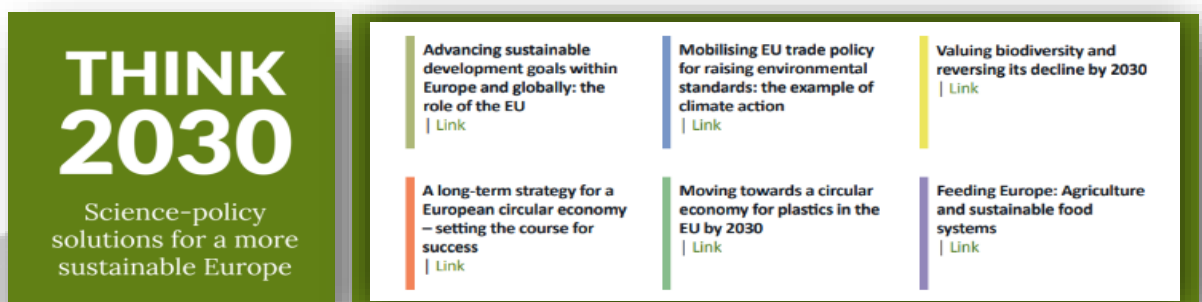 THINK
2030
Science-policy
solutions for a more
sustainable Europe
Advancing sustainable
development goals within
Europe and globally: the
role of the EU
| Link
Mobilising EU trade policy
for raising environmental
standards: the example of
climate action
| Link
Valuing biodiversity and
reversing its decline by 2030
| Link
A long-term strategy for a
European circular economy
– setting the course for
success
| Link
Moving towards a circular
economy for plastics in the
EU by 2030
| Link
Feeding Europe: Agriculture
and sustainable food
systems
| Link